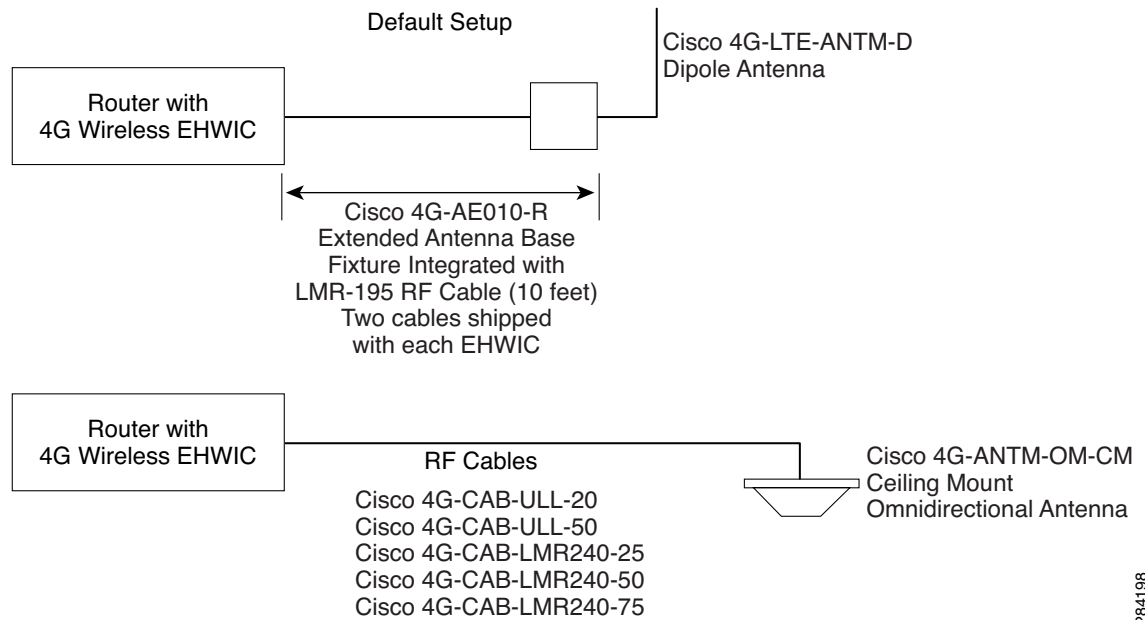 Default Setup
Cisco 4G-LTE-ANTM-D
Dipole Antenna
Router with
4G Wireless EHWIC
Cisco 4G-AE010-R
Extended Antenna Base
Fixture Integrated with
LMR-195 RF Cable (10 feet)
Two cables shipped
with each EHWIC
Router with
4G Wireless EHWIC
RF Cables
Cisco 4G-CAB-ULL-20
Cisco 4G-CAB-ULL-50
Cisco 4G-CAB-LMR240-25
Cisco 4G-CAB-LMR240-50
Cisco 4G-CAB-LMR240-75
Cisco 4G-ANTM-OM-CM
Ceiling Mount
Omnidirectional Antenna
284198